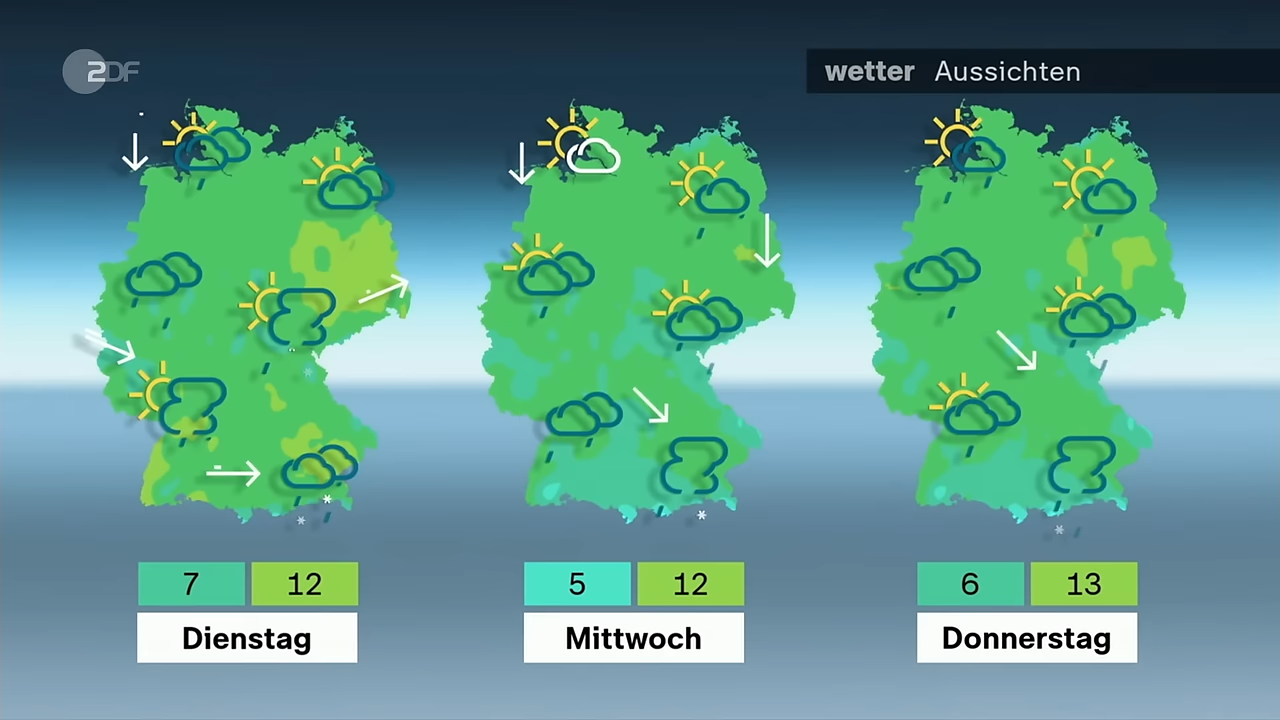 ZDF
wetter Aussichten
7 12
5 12
6 13
Dienstag
Mittwoch
Donnerstag